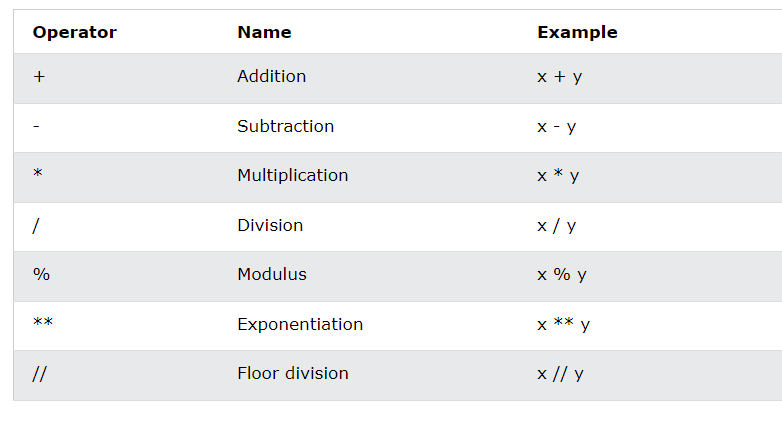 Operator Name Example
+ Addition x + y
- Subtraction x - y
* Multiplication x * y
/ Division x / y
% Modulus x % y
** Exponentiation x ** y
// Floor division x // y